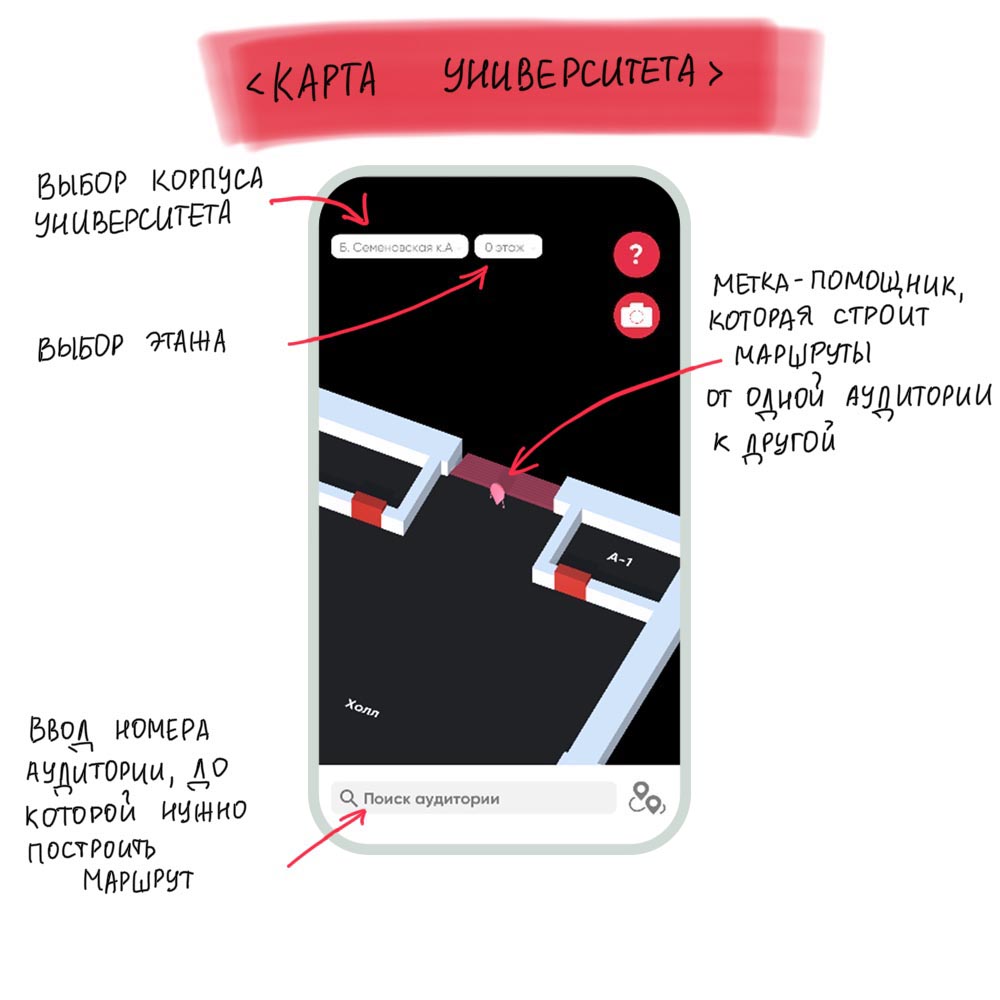 <КАРТА УНИВЕРСИТЕТА>
ВЫБОР КОРПУСА
УНИВЕРСИТЕТА
Б. Семеновская к.А
0 этаж
?
ВЫБОР ЭТАЖА
МЕТКА-ПОМОЩНИК,
КОТОРАЯ СТРОИТ
МАРШРУТЫ
ОТ ОДНОЙ АУДИТОРИИ
К ДРУГОЙ
А-1
Холл
ВВОД НОМЕРА
АУДИТОРИИ, ДО
КОТОРОЙ НУЖНО
ПОСТРОИТЬ
МАРШРУТ
Поиск аудитории